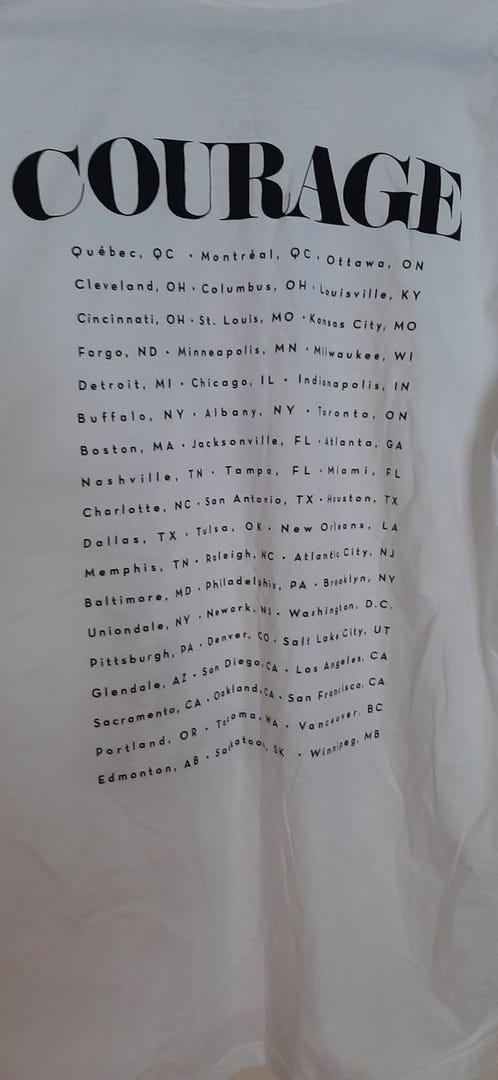 COURAGE
Québec, QC · Montréal, QC · Ottawa, ON
Cleveland, OH · Columbus, OH · Louisville, KY
Cincinnati, OH · St. Louis, MO · Kansas City, MO
Fargo, ND · Minneapolis, MN · Milwaukee, WI
Detroit, MI · Chicago, IL · Indianapolis, IN
Buffalo, NY · Albany, NY · Toronto, ON
Boston, MA · Jacksonville, FL · Atlanta, GA
Nashville, TN · Tampa, FL · Miami, FL
Charlotte, NC · San Antonio, TX · Houston, TX
Dallas, TX · Tulsa, OK · New Orleans, LA
Memphis, TN · Raleigh, NC · Atlantic City, NJ
Baltimore, MD · Philadelphia, PA · Brooklyn, NY
Uniondale, NY · Newark, NJ · Washington, D.C.
Pittsburgh, PA · Denver, CO · Salt Lake City, UT
Glendale, AZ · San Diego, CA · Los Angeles, CA
Sacramento, CA · Oakland, CA · San Fransisco, CA
Portland, OR · Tacoma, WA · Vancouver, BC
Edmonton, AB · Saskatoon, SK · Winnipeg, MB